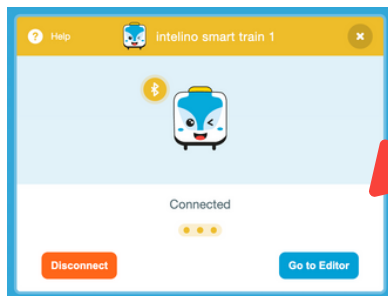 ? Help
intelino smart train 1
Connected
Disconnect
Go to Editor